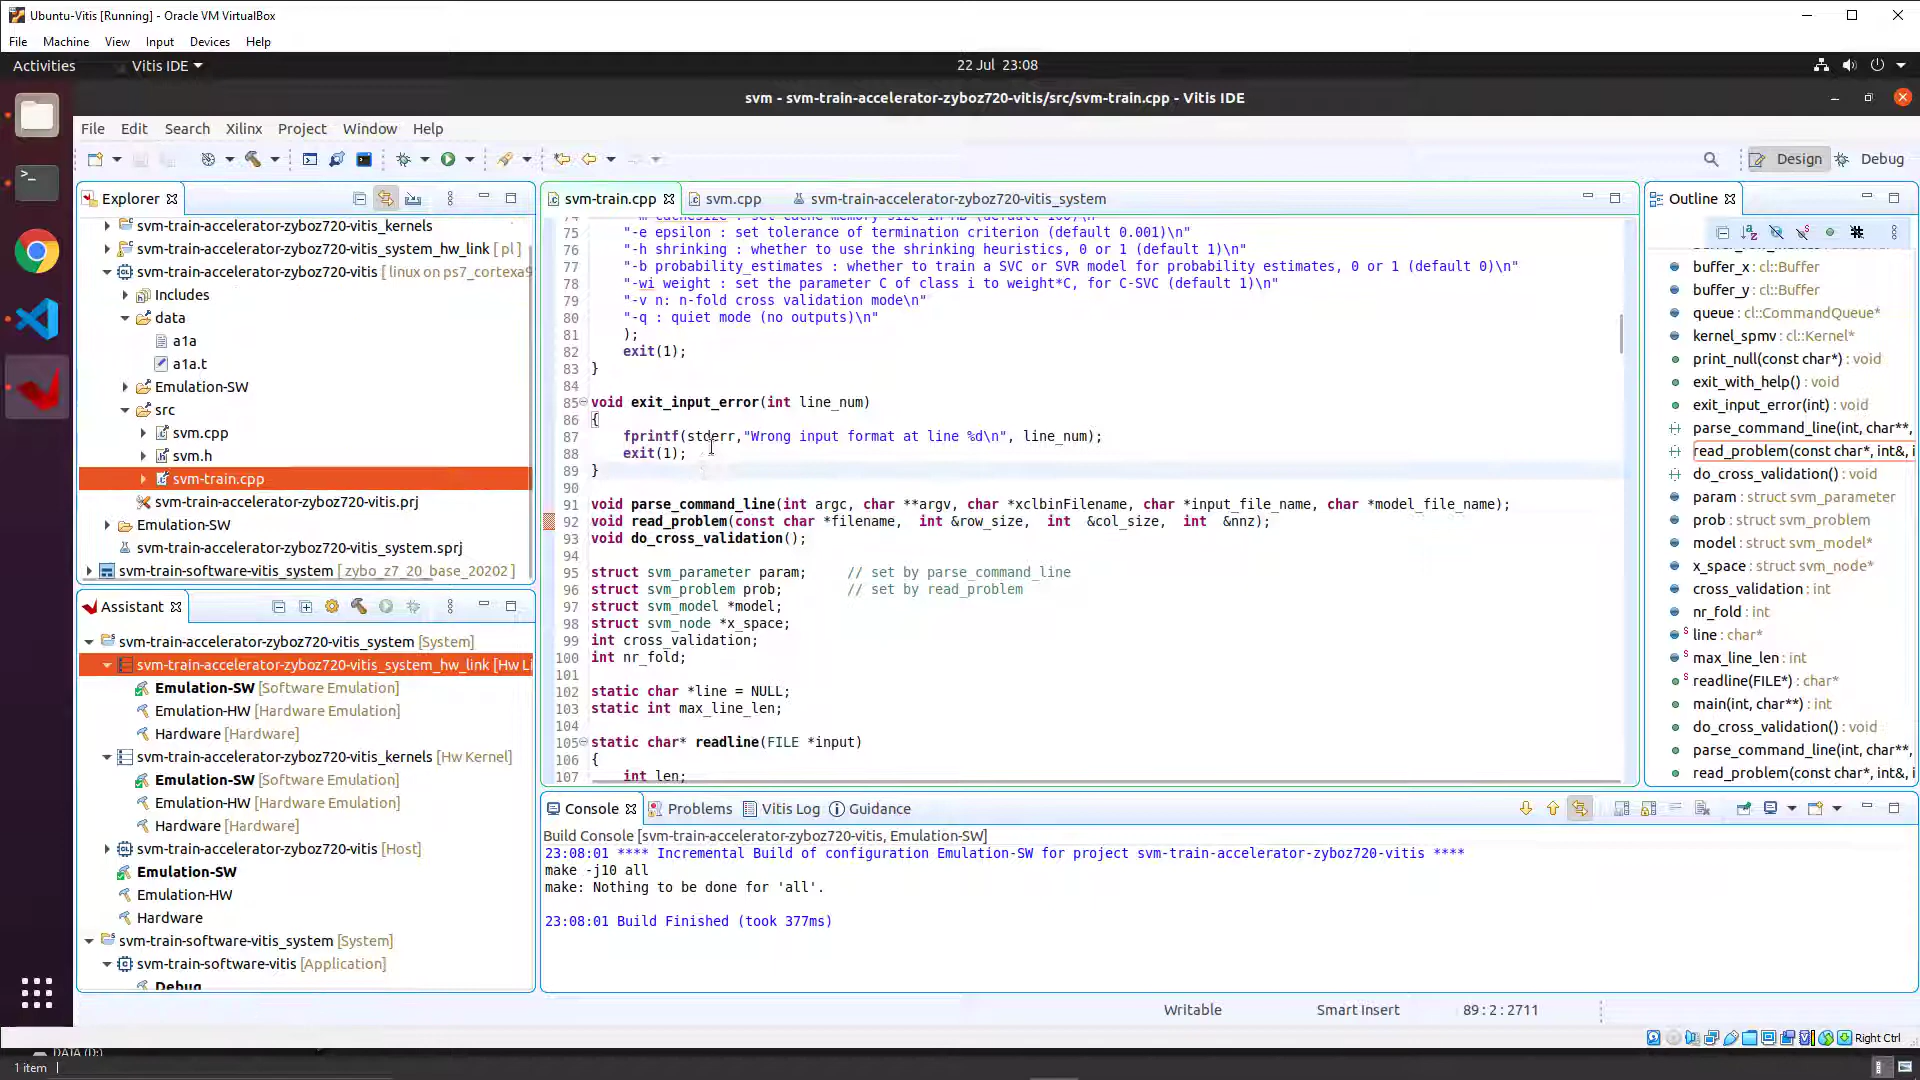 Ubuntu-Vitis [Running] - Oracle VM VirtualBox
File Machine View Input Devices Help
Activities Vitis IDE 22 Jul 23:08
svm - svm-train-accelerator-zyboz720-vitis/src/svm-train.cpp - Vitis IDE
File Edit Search Xilinx Project Window Help
Design Debug
Explorer
svm-train-accelerator-zyboz720-vitis_kernels
svm-train-accelerator-zyboz720-vitis_system_hw_link [ pl ]
svm-train-accelerator-zyboz720-vitis [ linux on ps7_cortexa9
Includes
data
a1a
a1a.t
Emulation-SW
src
svm.cpp
svm.h
svm-train.cpp
svm-train-accelerator-zyboz720-vitis.prj
Emulation-SW
svm-train-accelerator-zyboz720-vitis_system.sprj
svm-train-software-vitis_system [ zybo_z7_20_base_20202 ]
Assistant
svm-train-accelerator-zyboz720-vitis_system [System]
svm-train-accelerator-zyboz720-vitis_system_hw_link [Hw Li
Emulation-SW [Software Emulation]
Emulation-HW [Hardware Emulation]
Hardware [Hardware]
svm-train-accelerator-zyboz720-vitis_kernels [Hw Kernel]
Emulation-SW [Software Emulation]
Emulation-HW [Hardware Emulation]
Hardware [Hardware]
svm-train-accelerator-zyboz720-vitis [Host]
Emulation-SW
Emulation-HW
Hardware
svm-train-software-vitis_system [System]
svm-train-software-vitis [Application]
Debug
svm-train.cpp svm.cpp svm-train-accelerator-zyboz720-vitis_system
74 "-m cachesize : set cache memory size in MB (default 100)\n"
75 "-e epsilon : set tolerance of termination criterion (default 0.001)\n"
76 "-h shrinking : whether to use the shrinking heuristics, 0 or 1 (default 1)\n"
77 "-b probability_estimates : whether to train a SVC or SVR model for probability estimates, 0 or 1 (default 0)\n"
78 "-wi weight : set the parameter C of class i to weight*C, for C-SVC (default 1)\n"
79 "-v n: n-fold cross validation mode\n"
80 "-q : quiet mode (no outputs)\n"
81 );
82 exit(1);
83 }
84
85 void exit_input_error(int line_num)
86 {
87 fprintf(stderr,"Wrong input format at line %d\n", line_num);
88 exit(1);
89 }
90
91 void parse_command_line(int argc, char **argv, char *xclbinFilename, char *input_file_name, char *model_file_name);
92 void read_problem(const char *filename, int &row_size, int &col_size, int &nnz);
93 void do_cross_validation();
94
95 struct svm_parameter param; // set by parse_command_line
96 struct svm_problem prob; // set by read_problem
97 struct svm_model *model;
98 struct svm_node *x_space;
99 int cross_validation;
100 int nr_fold;
101
102 static char *line = NULL;
103 static int max_line_len;
104
105 static char* readline(FILE *input)
106 {
107 int len;
Console Problems Vitis Log Guidance
Build Console [svm-train-accelerator-zyboz720-vitis, Emulation-SW]
23:08:01 **** Incremental Build of configuration Emulation-SW for project svm-train-accelerator-zyboz720-vitis ****
make -j10 all
make: Nothing to be done for 'all'.
23:08:01 Build Finished (took 377ms)
Outline
buffer_x : cl::Buffer
buffer_y : cl::Buffer
queue : cl::CommandQueue*
kernel_spmv : cl::Kernel*
print_null(const char*) : void
exit_with_help() : void
exit_input_error(int) : void
parse_command_line(int, char**,
read_problem(const char*, int&, i
do_cross_validation() : void
param : struct svm_parameter
prob : struct svm_problem
model : struct svm_model*
x_space : struct svm_node*
cross_validation : int
nr_fold : int
line : char*
max_line_len : int
readline(FILE*) : char*
main(int, char**) : int
do_cross_validation() : void
parse_command_line(int, char**,
read_problem(const char*, int&, i
Writable Smart Insert 89 : 2 : 2711
Right Ctrl
DATA (D:)
1 item